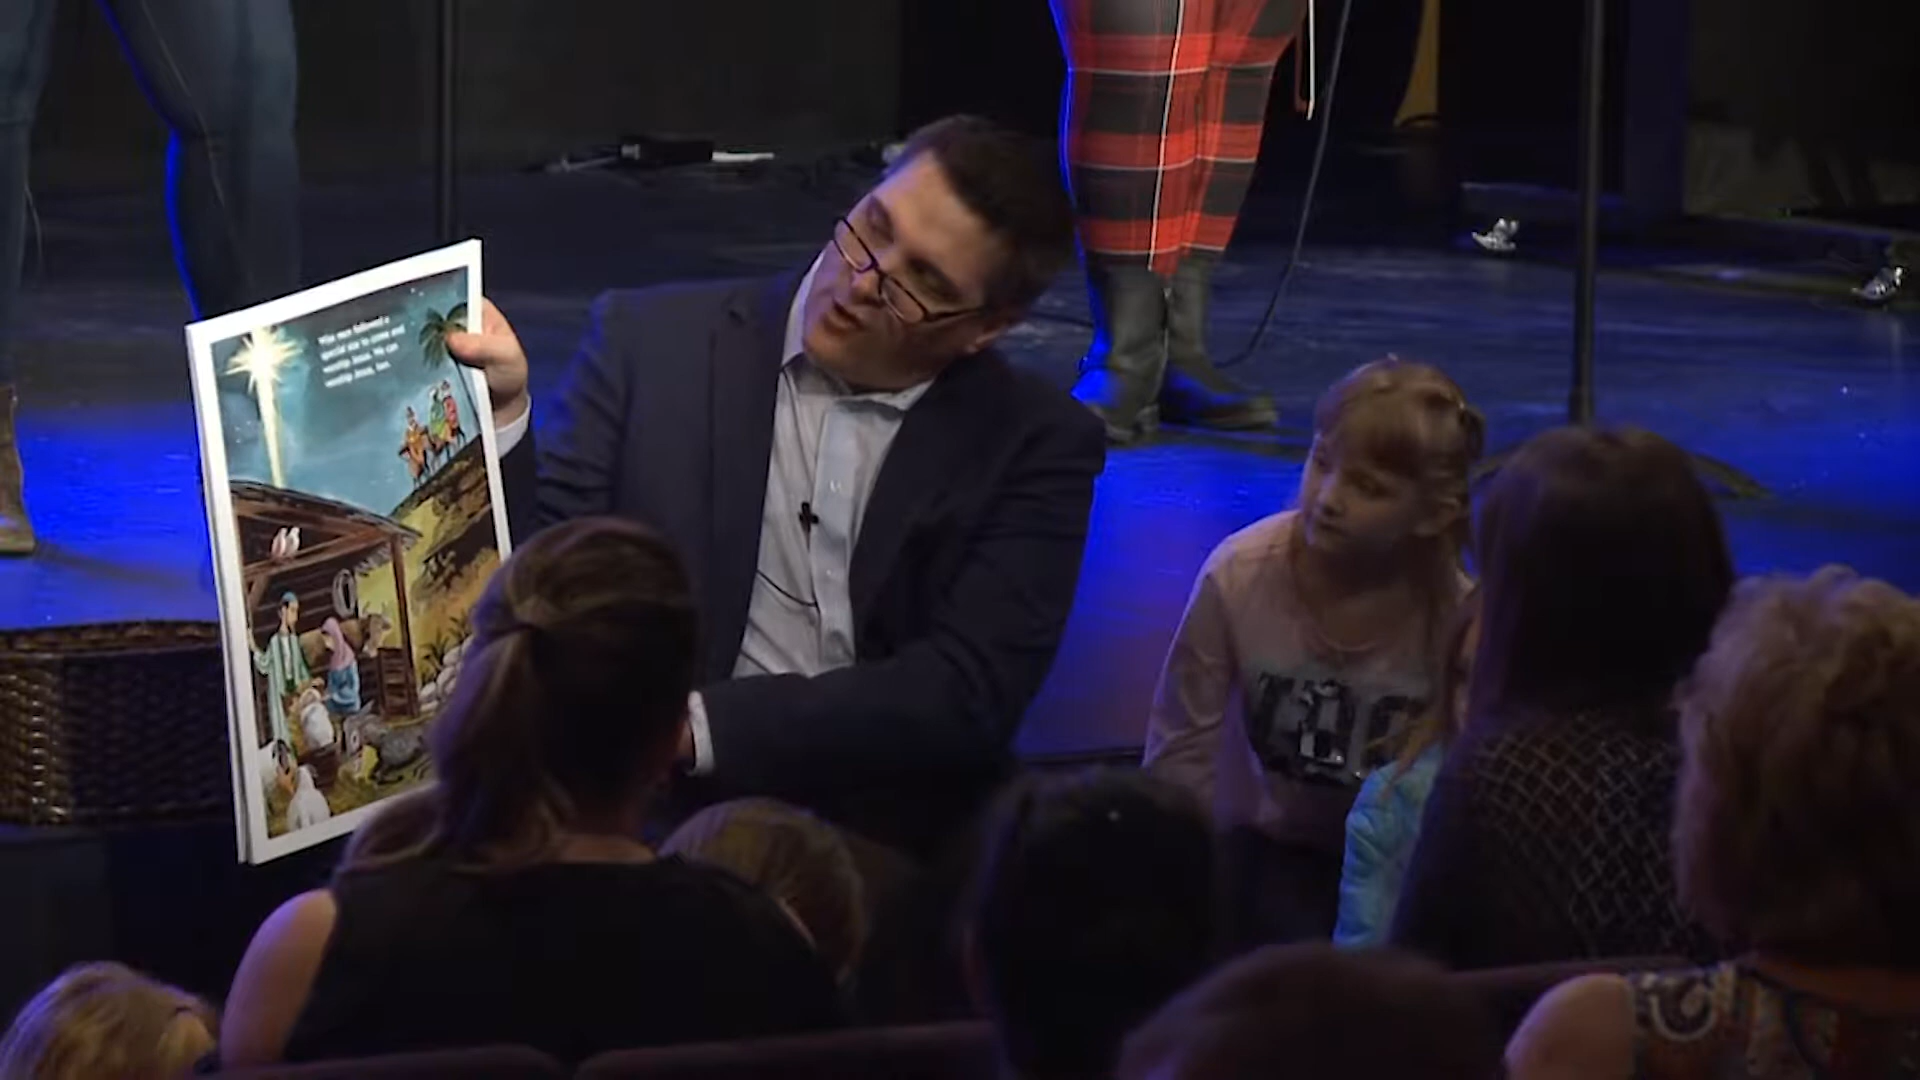 Wise men followed a
special star to come and
worship Jesus. We can
worship Jesus, too.